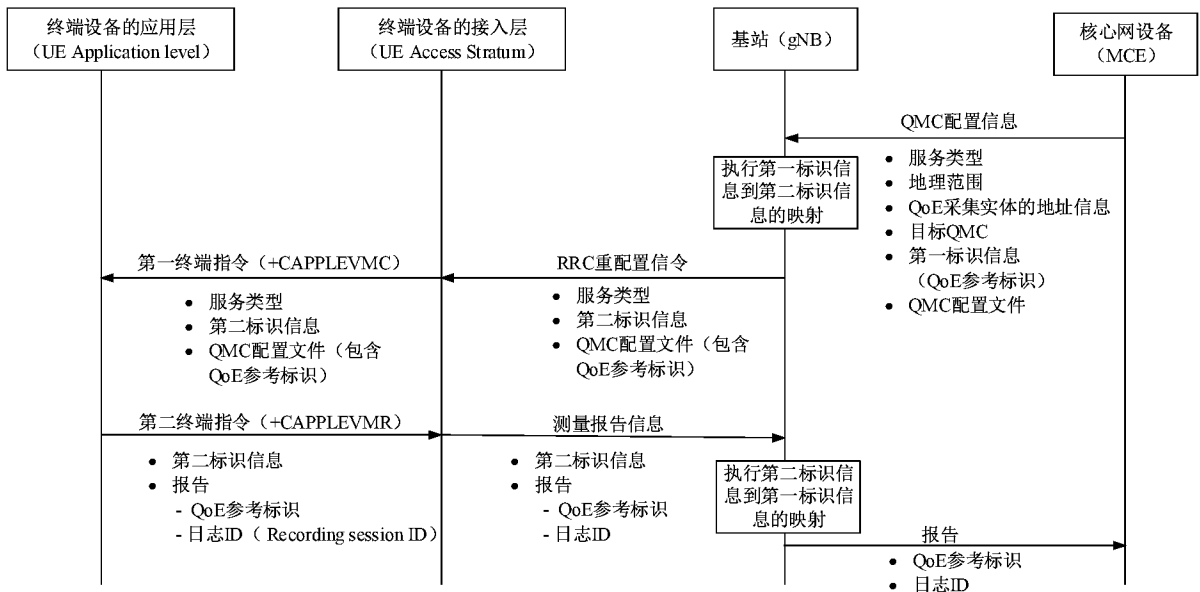 终端设备的应用层
（UE Application level）
终端设备的接入层
（UE Access Stratum）
基站（gNB）
核心网设备
（MCE）
QMC配置信息
● 服务类型
● 地理范围
● QoE采集实体的地址信息
● 目标QMC
● 第一标识信息
（QoE参考标识）
● QMC配置文件
执行第一标识信
息到第二标识信
息的映射
第一终端指令（+CAPPLEVMC）
● 服务类型
● 第二标识信息
● QMC配置文件（包含
QoE参考标识）
RRC重配置信令
● 服务类型
● 第二标识信息
● QMC配置文件（包含
QoE参考标识）
第二终端指令（+CAPPLEVMR）
● 第二标识信息
● 报告
- QoE参考标识
- 日志ID（ Recording session ID）
测量报告信息
● 第二标识信息
● 报告
- QoE参考标识
- 日志ID
执行第二标识信
息到第一标识信
息的映射
报告
● QoE参考标识
● 日志ID